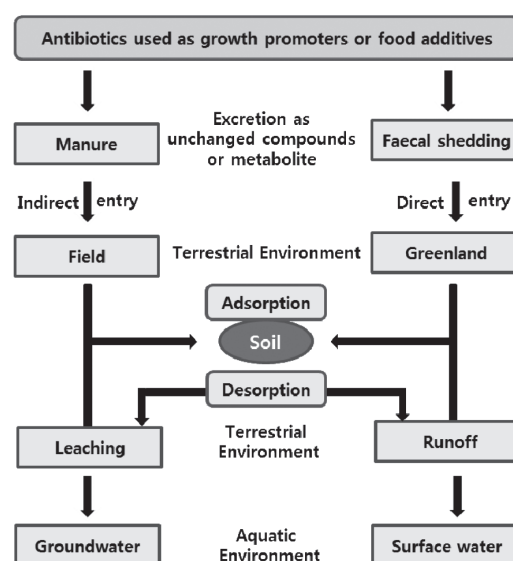 Antibiotics used as growth promoters or food additives
Excretion as
unchanged compounds
or metabolite
Manure
Faecal shedding
Indirect entry
Direct entry
Field
Terrestrial Environment
Greenland
Adsorption
Soil
Desorption
Leaching
Terrestrial
Environment
Runoff
Groundwater
Aquatic
Environment
Surface water